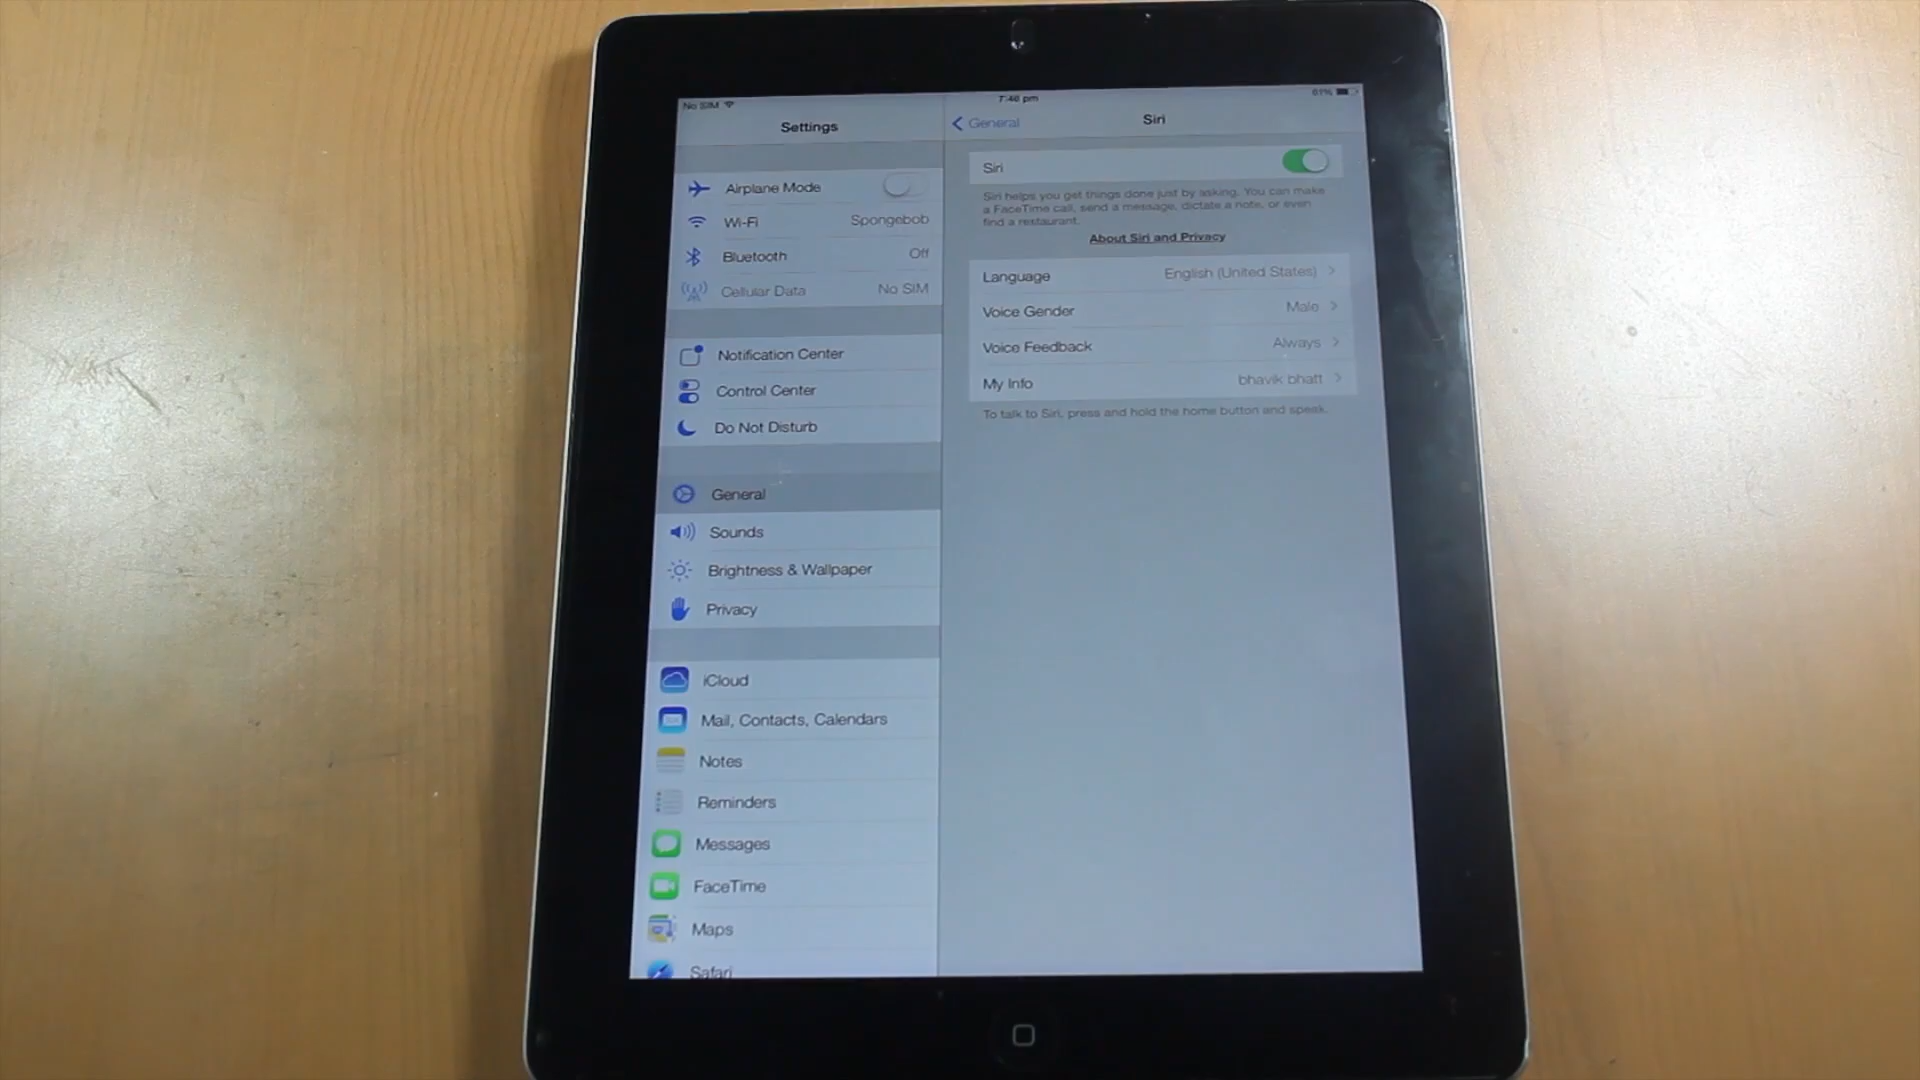 No SIM
7:46 pm
61%
Settings
Airplane Mode
Wi-Fi Spongebob
Bluetooth Off
Cellular Data No SIM
Notification Center
Control Center
Do Not Disturb
General
Sounds
Brightness & Wallpaper
Privacy
iCloud
Mail, Contacts, Calendars
Notes
Reminders
Messages
FaceTime
Maps
Safari
General Siri
Siri
Siri helps you get things done just by asking. You can make
a FaceTime call, send a message, dictate a note, or even
find a restaurant.
About Siri and Privacy
Language English (United States)
Voice Gender Male
Voice Feedback Always
My Info bhavik bhatt
To talk to Siri, press and hold the home button and speak.